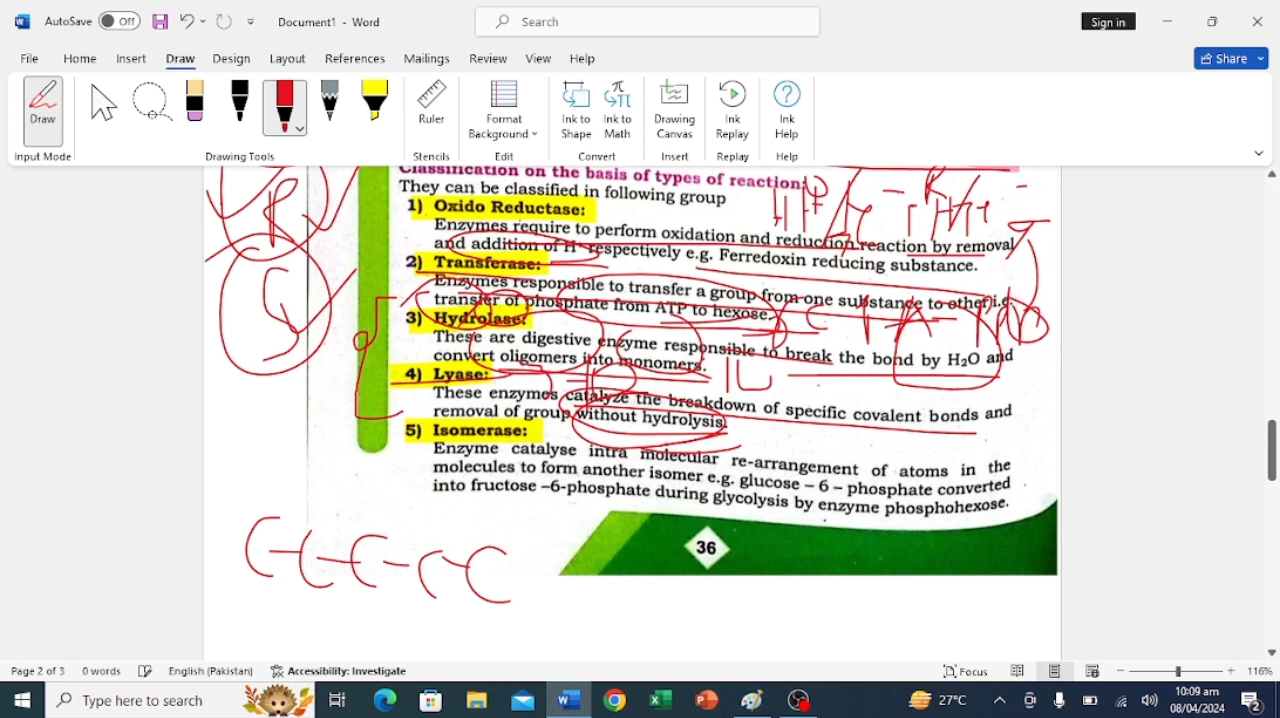 AutoSave Off Document1 - Word Search Sign in
File Home Insert Draw Design Layout References Mailings Review View Help Share
Draw Ruler Format Background Ink to Shape Ink to Math Drawing Canvas Ink Replay Ink Help
Input Mode Drawing Tools Stencils Edit Convert Insert Replay Help
Classification on the basis of types of reaction:
They can be classified in following group
1) Oxido Reductase:
Enzymes require to perform oxidation and reduction reaction by removal
and addition of H+ respectively e.g. Ferredoxin reducing substance.
2) Transferase:
Enzymes responsible to transfer a group from one substance to other i.e.
transfer of phosphate from ATP to hexose.
3) Hydrolase:
These are digestive enzyme responsible to break the bond by H2O and
convert oligomers into monomers.
4) Lyase:
These enzymes catalyze the breakdown of specific covalent bonds and
removal of group without hydrolysis.
5) Isomerase:
Enzyme catalyse intra molecular re-arrangement of atoms in the
molecules to form another isomer e.g. glucose – 6 – phosphate converted
into fructose –6-phosphate during glycolysis by enzyme phosphohexose.
36
C-C-C-C-C
Page 2 of 3 0 words English (Pakistan) Accessibility: Investigate Focus 116%
Type here to search 27°C 10:09 am
08/04/2024 2